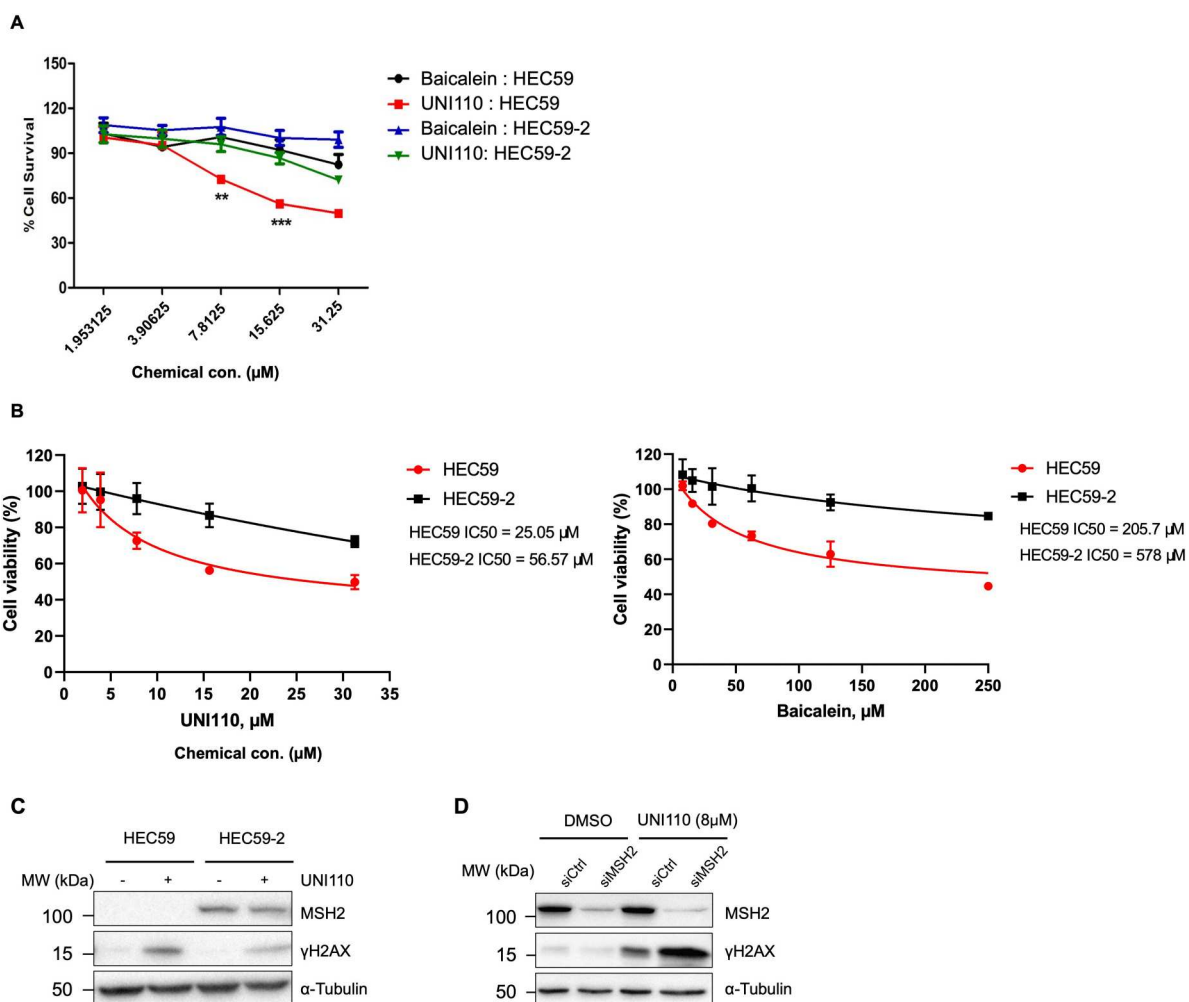 A
150
120
90
60
30
0
% Cell Survival
**
***
1.953125
3.90625
7.8125
15.625
31.25
Chemical con. (µM)
Baicalein : HEC59
UNI110 : HEC59
Baicalein : HEC59-2
UNI110: HEC59-2
B
120
100
80
60
40
20
0
Cell viability (%)
0 5 10 15 20 25 30 35
UNI110, µM
Chemical con. (µM)
HEC59
HEC59-2
HEC59 IC50 = 25.05 µM
HEC59-2 IC50 = 56.57 µM
120
100
80
60
40
20
0
Cell viability (%)
0 50 100 150 200 250
Baicalein, µM
HEC59
HEC59-2
HEC59 IC50 = 205.7 µM
HEC59-2 IC50 = 578 µM
C
HEC59 HEC59-2
MW (kDa) - + - + UNI110
100 MSH2
15 γH2AX
50 α-Tubulin
D
DMSO UNI110 (8µM)
MW (kDa) siCtrl siMSH2 siCtrl siMSH2
100 MSH2
15 γH2AX
50 α-Tubulin